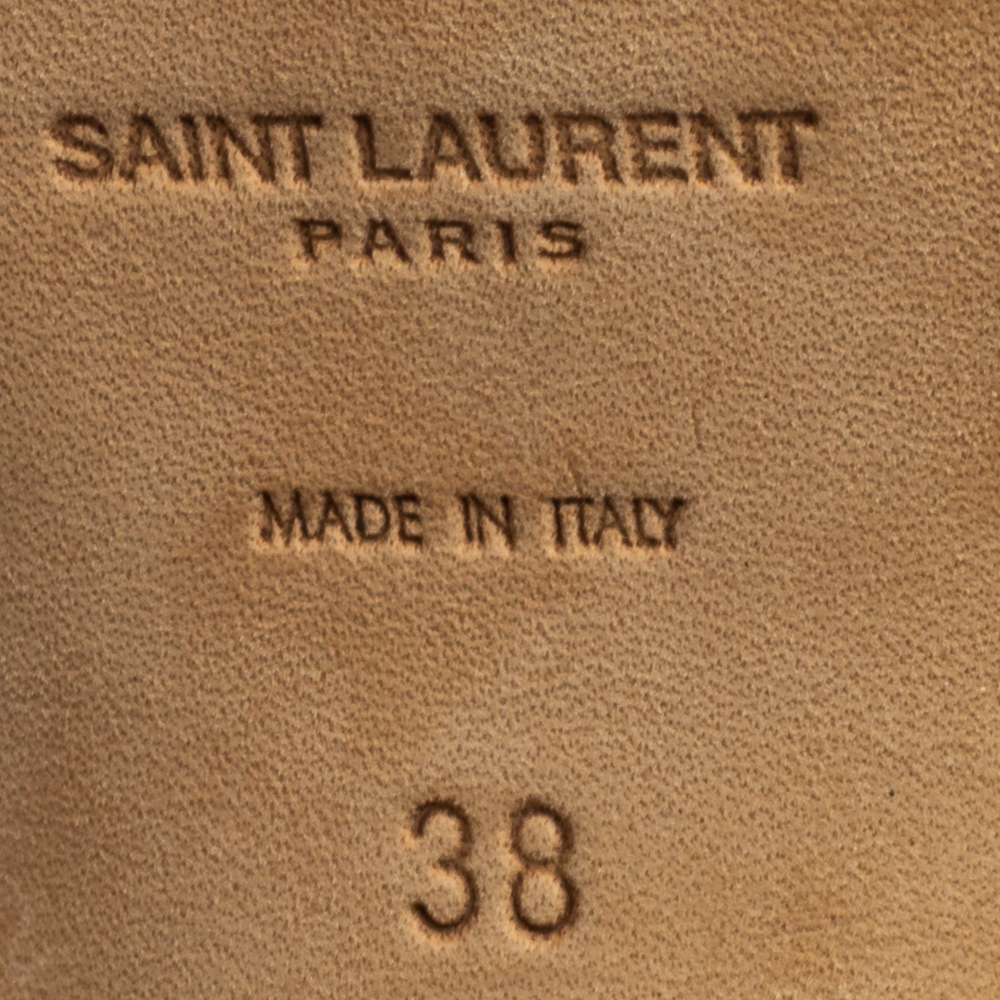 SAINT LAURENT
PARIS
MADE IN ITALY
38